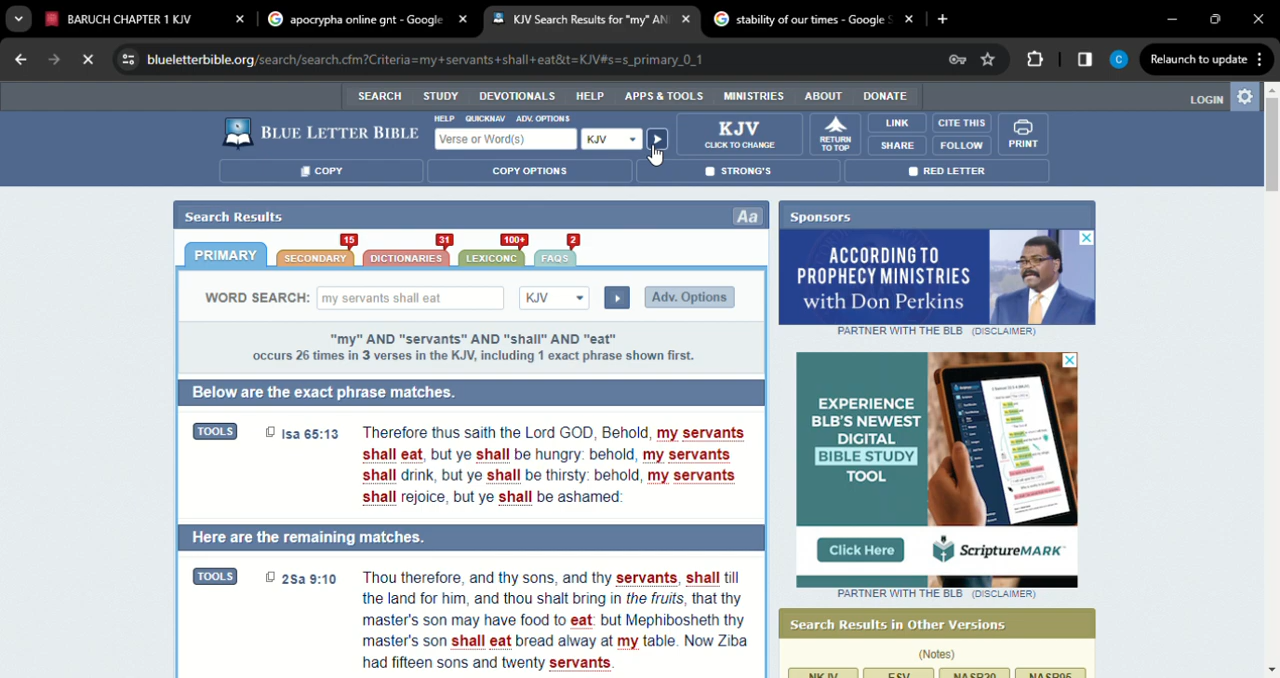 BARUCH CHAPTER 1 KJV
apocrypha online gnt - Google
KJV Search Results for "my" AN
stability of our times - Google S
blueletterbible.org/search/search.cfm?Criteria=my+servants+shall+eat&t=KJV#s=s_primary_0_1
C
Relaunch to update
SEARCH STUDY DEVOTIONALS HELP APPS & TOOLS MINISTRIES ABOUT DONATE
LOGIN
BLUE LETTER BIBLE
HELP QUICKNAV ADV. OPTIONS
Verse or Word(s)
KJV
KJV
CLICK TO CHANGE
RETURN
TO TOP
LINK
CITE THIS
SHARE
FOLLOW
PRINT
COPY
COPY OPTIONS
STRONG'S
RED LETTER
Search Results
Aa
PRIMARY
15
SECONDARY
31
DICTIONARIES
100+
LEXICONC
2
FAQS
WORD SEARCH: my servants shall eat KJV Adv. Options
"my" AND "servants" AND "shall" AND "eat"
occurs 26 times in 3 verses in the KJV, including 1 exact phrase shown first.
Below are the exact phrase matches.
TOOLS
Isa 65:13
Therefore thus saith the Lord GOD, Behold, my servants
shall eat, but ye shall be hungry: behold, my servants
shall drink, but ye shall be thirsty: behold, my servants
shall rejoice, but ye shall be ashamed:
Here are the remaining matches.
TOOLS
2Sa 9:10
Thou therefore, and thy sons, and thy servants, shall till
the land for him, and thou shalt bring in the fruits, that thy
master's son may have food to eat: but Mephibosheth thy
master's son shall eat bread alway at my table. Now Ziba
had fifteen sons and twenty servants.
Sponsors
ACCORDING TO
PROPHECY MINISTRIES
with Don Perkins
PARTNER WITH THE BLB (DISCLAIMER)
EXPERIENCE
BLB'S NEWEST
DIGITAL
BIBLE STUDY
TOOL
Click Here
SCRIPTUREMARK™
PARTNER WITH THE BLB (DISCLAIMER)
Search Results in Other Versions
(Notes)
NKJV ESV NASB20 NASB95